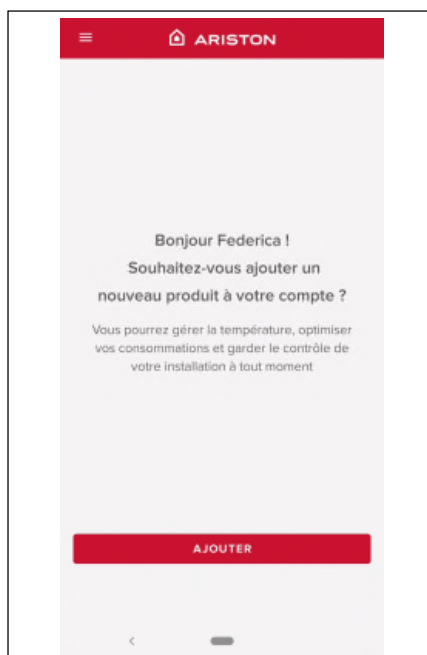 ARISTON
Bonjour Federica !
Souhaitez-vous ajouter un
nouveau produit à votre compte ?
Vous pourrez gérer la température, optimiser
vos consommations et garder le contrôle de
votre installation à tout moment
AJOUTER